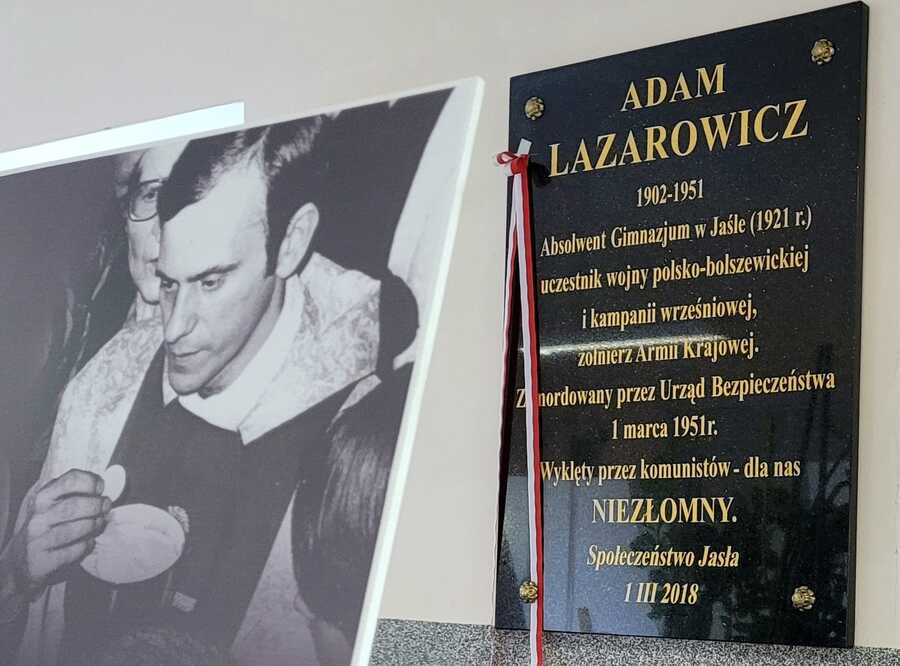 ADAM
LAZAROWICZ
1902-1951
Absolwent Gimnazjum w Jaśle (1921 r.)
uczestnik wojny polsko-bolszewickiej
i kampanii wrześniowej,
żołnierz Armii Krajowej.
Zamordowany przez Urząd Bezpieczeństwa
1 marca 1951r.
Wyklęty przez komunistów - dla nas
NIEZŁOMNY.
Społeczeństwo Jasła
1 III 2018